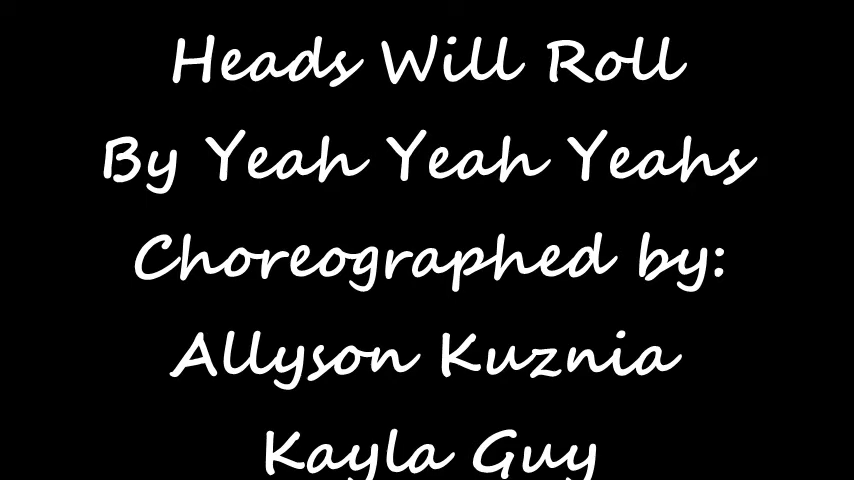 Heads Will Roll
By Yeah Yeah Yeahs
Choreographed by:
Allyson Kuznia
Kayla Guy